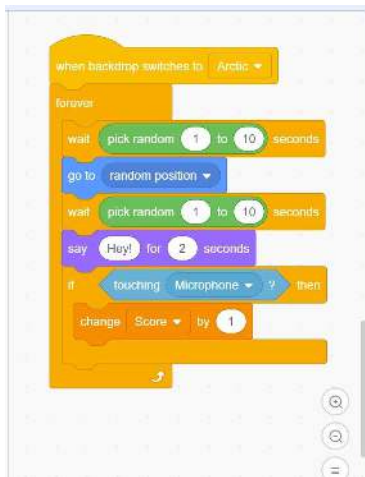 when backdrop switches to Arctic
forever
wait pick random 1 to 10 seconds
go to random position
wait pick random 1 to 10 seconds
say Hey! for 2 seconds
if touching Microphone ? then
change Score by 1